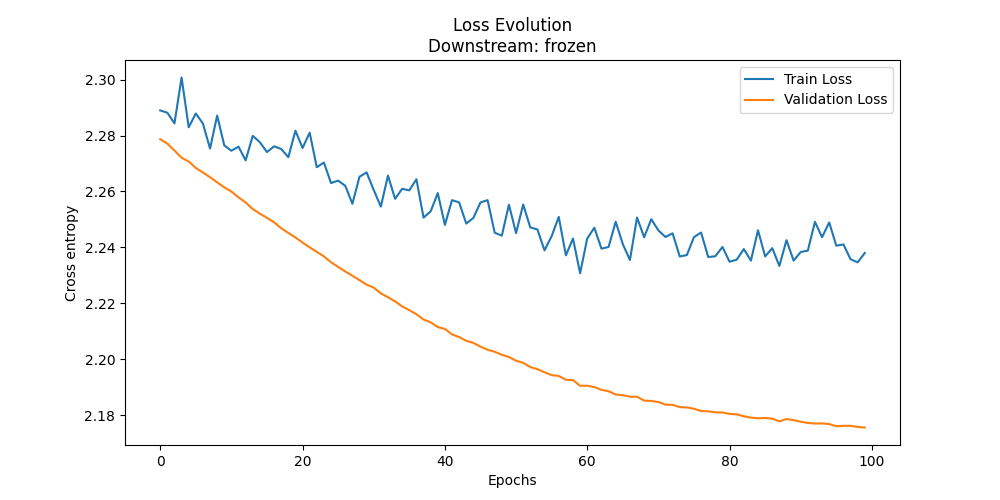 Loss Evolution
Downstream: frozen
Train Loss
Validation Loss
Cross entropy
2.30
2.28
2.26
2.24
2.22
2.20
2.18
0 20 40 60 80 100
Epochs